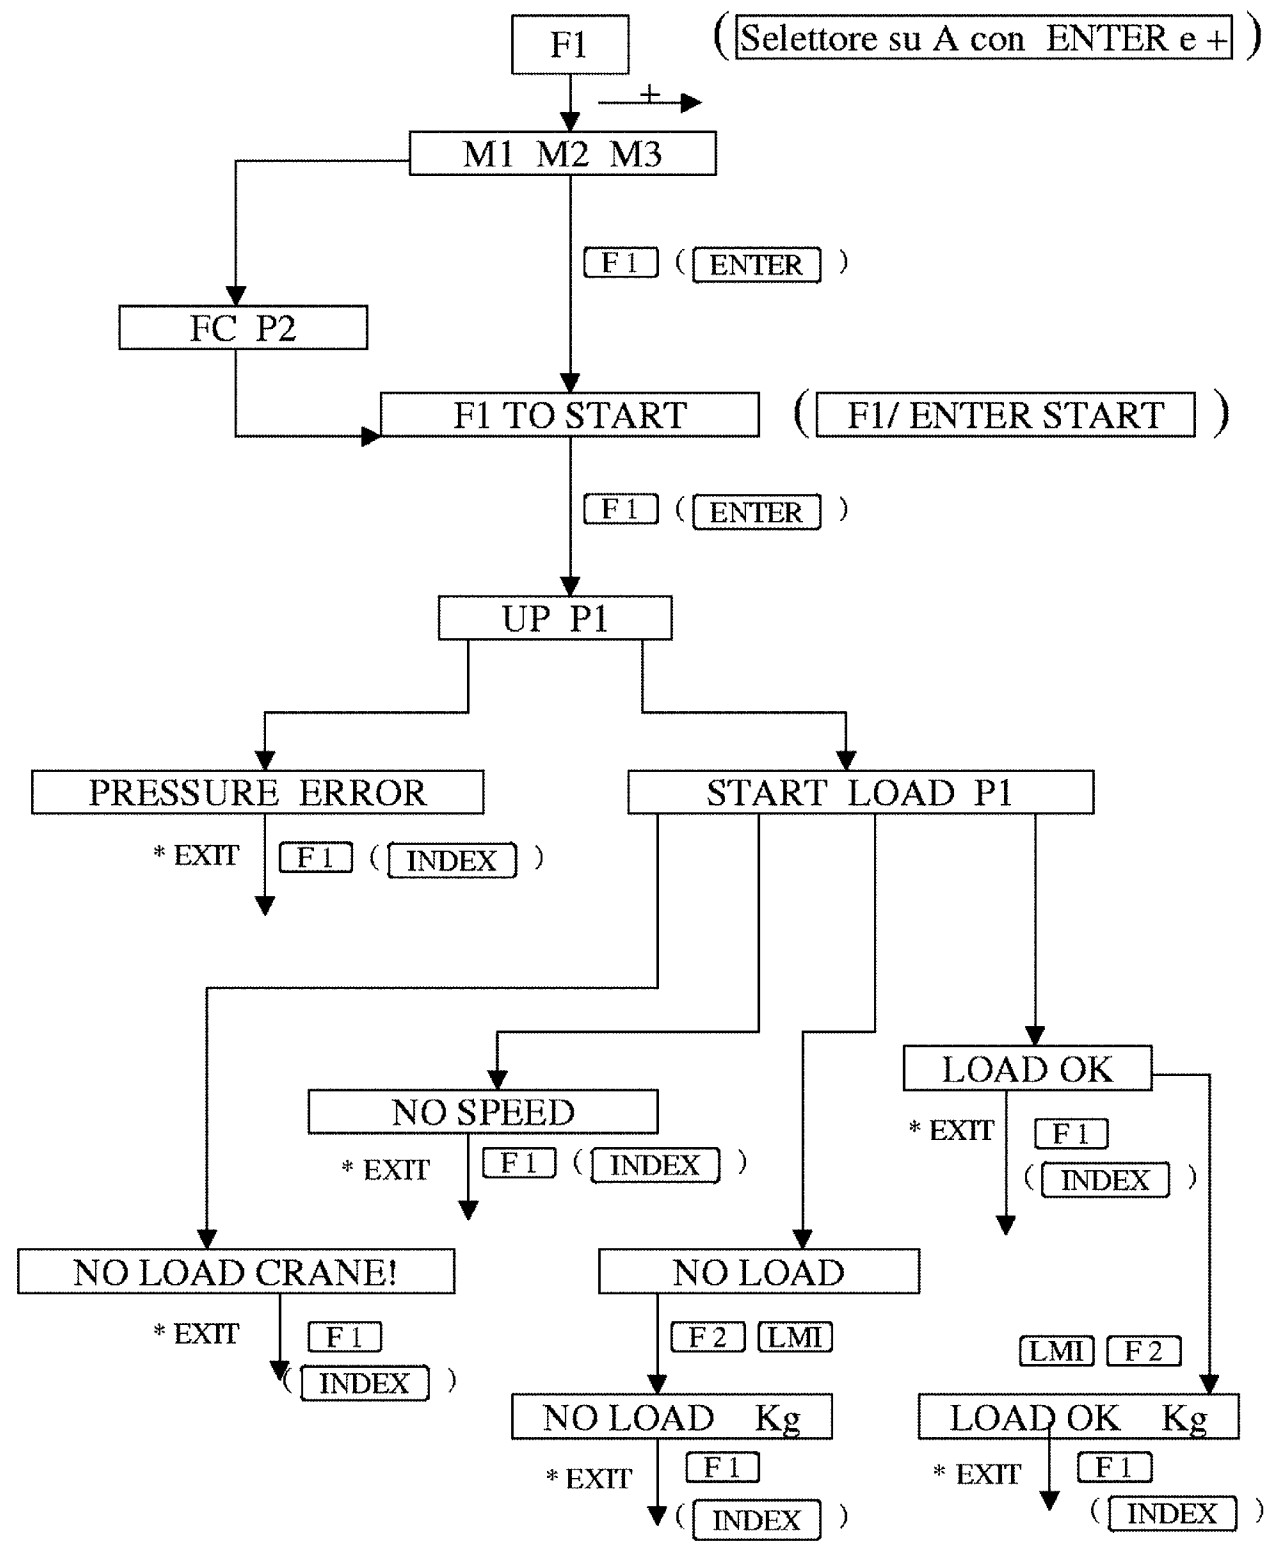 F1 ( Selettore su A con ENTER e + )
+
M1 M2 M3
F1 ( ENTER )
FC P2
F1 TO START ( F1/ ENTER START )
F1 ( ENTER )
UP P1
PRESSURE ERROR START LOAD P1
* EXIT F1 ( INDEX )
LOAD OK
NO SPEED
* EXIT F1
( INDEX )
* EXIT F1 ( INDEX )
NO LOAD CRANE! NO LOAD
* EXIT F1
( INDEX )
F2 LMI
LMI F2
NO LOAD Kg LOAD OK Kg
* EXIT F1
( INDEX )
* EXIT F1
( INDEX )